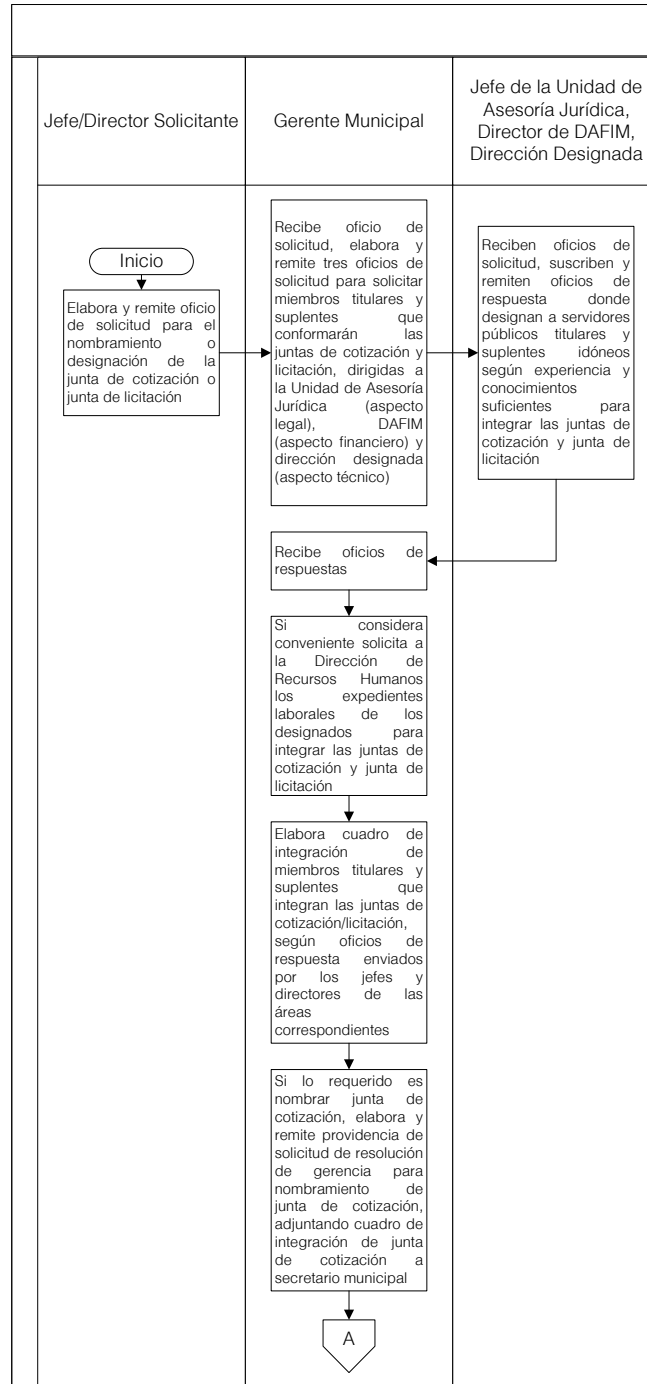 Jefe/Director Solicitante
Gerente Municipal
Jefe de la Unidad de
Asesoría Jurídica,
Director de DAFIM,
Dirección Designada
Inicio
Elabora y remite oficio
de solicitud para el
nombramiento o
designación de la
junta de cotización o
junta de licitación
Recibe oficio de
solicitud, elabora y
remite tres oficios de
solicitud para solicitar
miembros titulares y
suplentes que
conformarán las
juntas de cotización y
licitación, dirigidas a
la Unidad de Asesoría
Jurídica (aspecto
legal), DAFIM
(aspecto financiero) y
dirección designada
(aspecto técnico)
Reciben oficios de
solicitud, suscriben y
remiten oficios de
respuesta donde
designan a servidores
públicos titulares y
suplentes idóneos
según experiencia y
conocimientos
suficientes para
integrar las juntas de
cotización y junta de
licitación
Recibe oficios de
respuestas
Si considera
conveniente solicita a
la Dirección de
Recursos Humanos
los expedientes
laborales de los
designados para
integrar las juntas de
cotización y junta de
licitación
Elabora cuadro de
integración de
miembros titulares y
suplentes que
integran las juntas de
cotización/licitación,
según oficios de
respuesta enviados
por los jefes y
directores de las
áreas
correspondientes
Si lo requerido es
nombrar junta de
cotización, elabora y
remite providencia de
solicitud de resolución
de gerencia para
nombramiento de
junta de cotización,
adjuntando cuadro de
integración de junta
de cotización a
secretario municipal
A